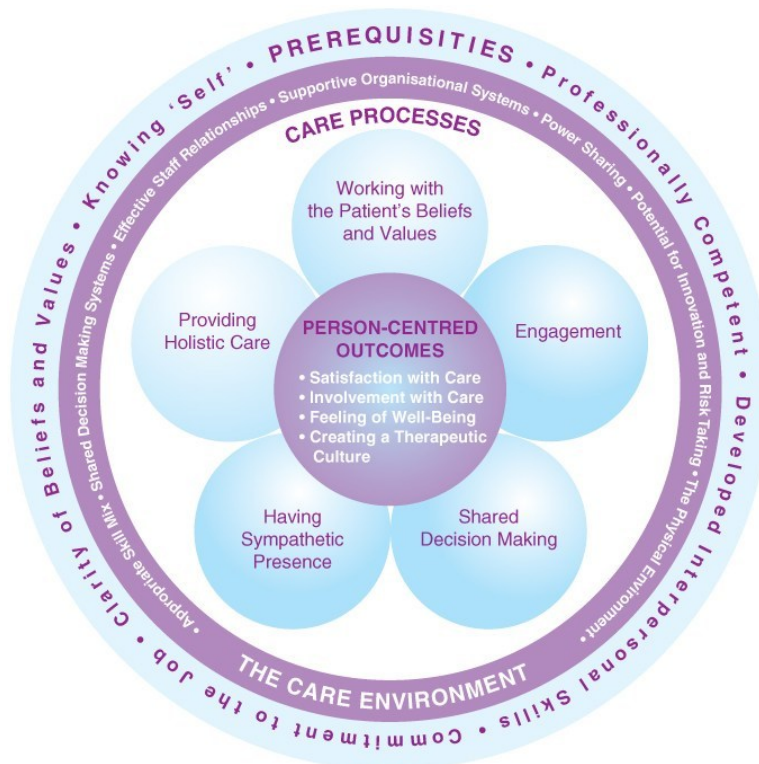 PREREQUISITIES • Professionally Competent • Developed Interpersonal Skills • Commitment to the Job • Clarity of Beliefs and Values • Knowing 'Self' •
• Appropriate Skill Mix • Shared Decision Making Systems • Effective Staff Relationships • Supportive Organisational Systems • Power Sharing • Potential for Innovation and Risk Taking • The Physical Environment •
THE CARE ENVIRONMENT
CARE PROCESSES
Working with
the Patient's Beliefs
and Values
Engagement
Shared
Decision Making
Having
Sympathetic
Presence
Providing
Holistic Care
PERSON-CENTRED
OUTCOMES
• Satisfaction with Care
• Involvement with Care
• Feeling of Well-Being
• Creating a Therapeutic
Culture